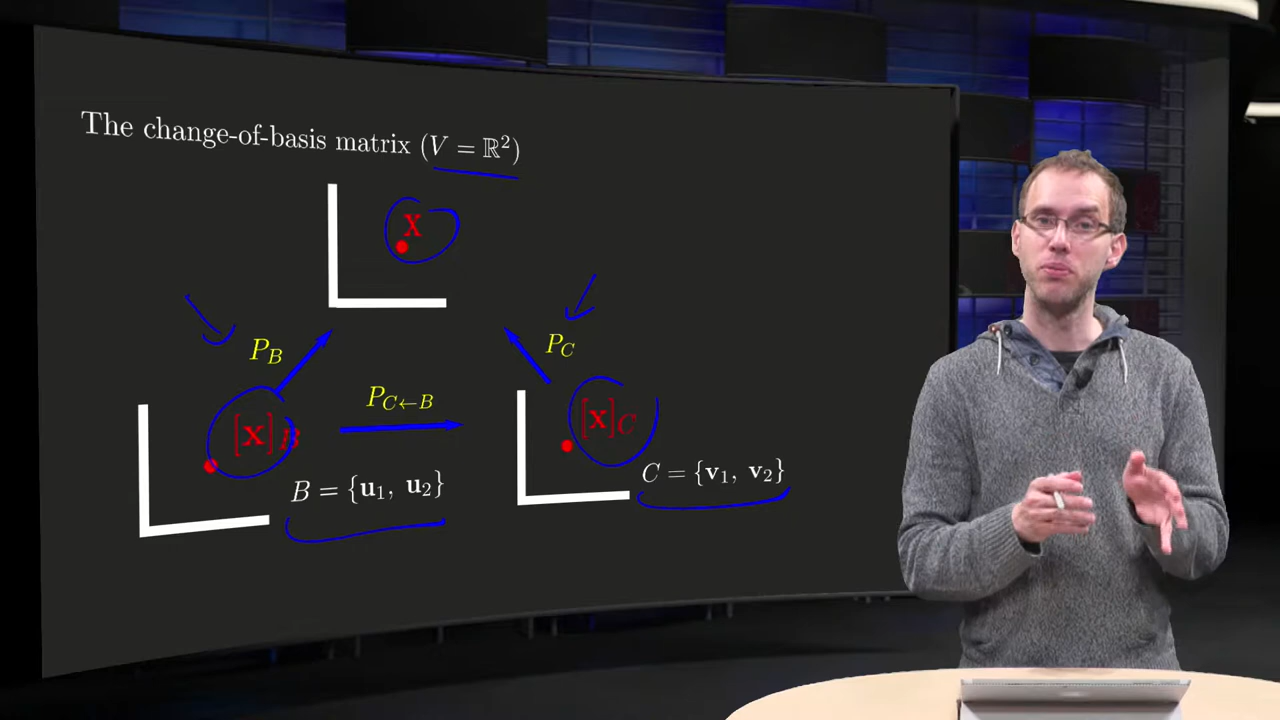 The change-of-basis matrix (V = ℝ²)
x
P_B
P_C
P_{C←B}
[x]_B
[x]_C
B = {u₁, u₂}
C = {v₁, v₂}